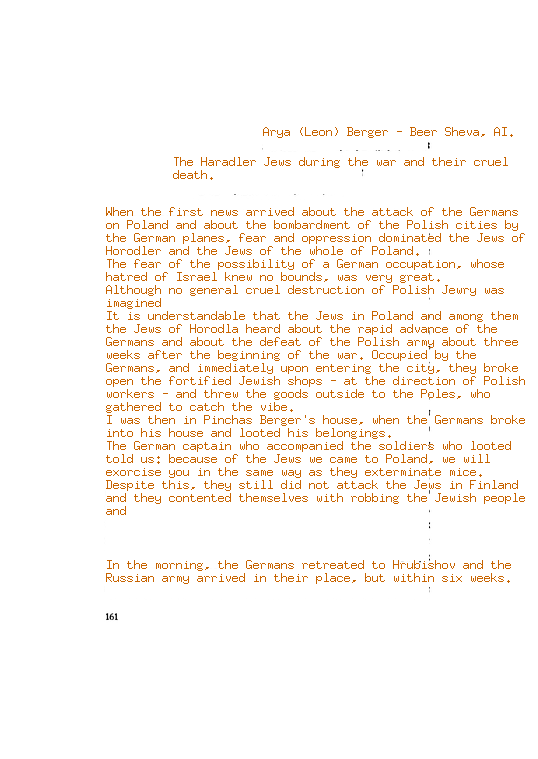 Arya (Leon) Berger - Beer Sheva, AI.
The Haradler Jews during the war and their cruel
death.
When the first news arrived about the attack of the Germans
on Poland and about the bombardment of the Polish cities by
the German planes, fear and oppression dominated the Jews of
Horodler and the Jews of the whole of Poland.
The fear of the possibility of a German occupation, whose
hatred of Israel knew no bounds, was very great.
Although no general cruel destruction of Polish Jewry was
imagined
It is understandable that the Jews in Poland and among them
the Jews of Horodla heard about the rapid advance of the
Germans and about the defeat of the Polish army about three
weeks after the beginning of the war. Occupied by the
Germans, and immediately upon entering the city, they broke
open the fortified Jewish shops - at the direction of Polish
workers - and threw the goods outside to the Poles, who
gathered to catch the vibe.
I was then in Pinchas Berger's house, when the Germans broke
into his house and looted his belongings.
The German captain who accompanied the soldiers who looted
told us: because of the Jews we came to Poland, we will
exorcise you in the same way as they exterminate mice.
Despite this, they still did not attack the Jews in Finland
and they contented themselves with robbing the Jewish people
and
In the morning, the Germans retreated to Hrubishov and the
Russian army arrived in their place, but within six weeks.
161